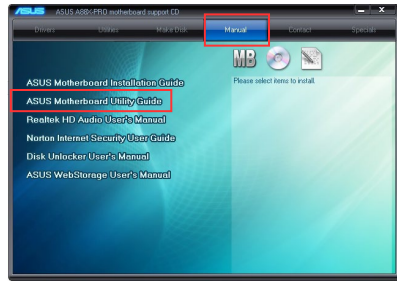 ASUS ASUS A88X-PRO motherboard support CD
Drivers Utilities Make Disk Manual Contact Specials
MB
Please select items to install.
ASUS Motherboard Installation Guide
ASUS Motherboard Utility Guide
Realtek HD Audio User's Manual
Norton Internet Security User Guide
Disk Unlocker User's Manual
ASUS WebStorage User's Manual